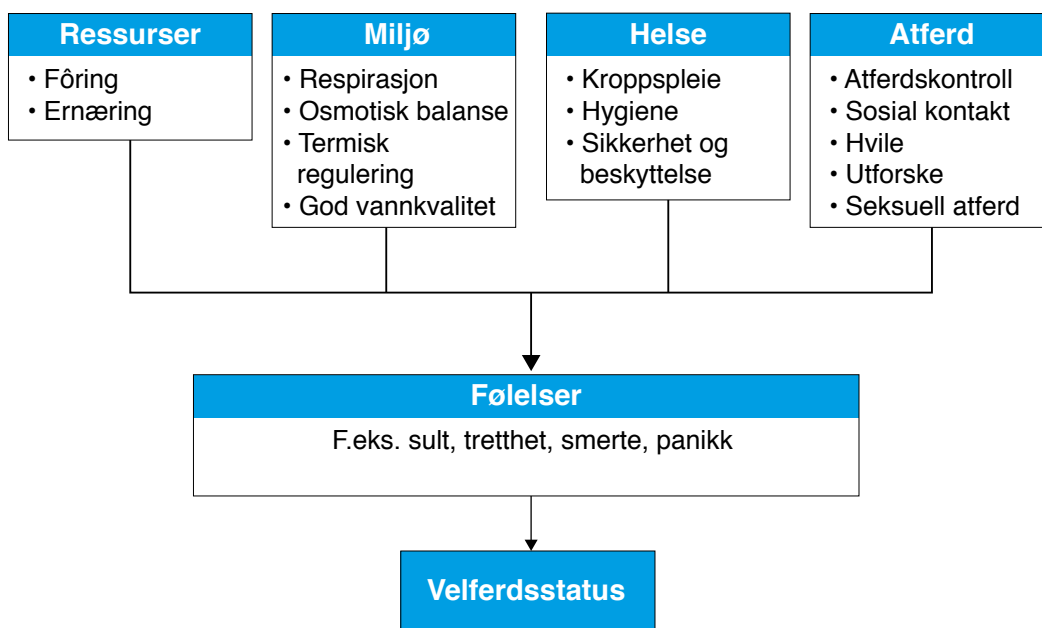 Ressurser
• Fôring
• Ernæring
Miljø
• Respirasjon
• Osmotisk balanse
• Termisk
regulering
• God vannkvalitet
Helse
• Kroppspleie
• Hygiene
• Sikkerhet og
beskyttelse
Atferd
• Atferdskontroll
• Sosial kontakt
• Hvile
• Utforske
• Seksuell atferd
Følelser
F.eks. sult, tretthet, smerte, panikk
Velferdsstatus